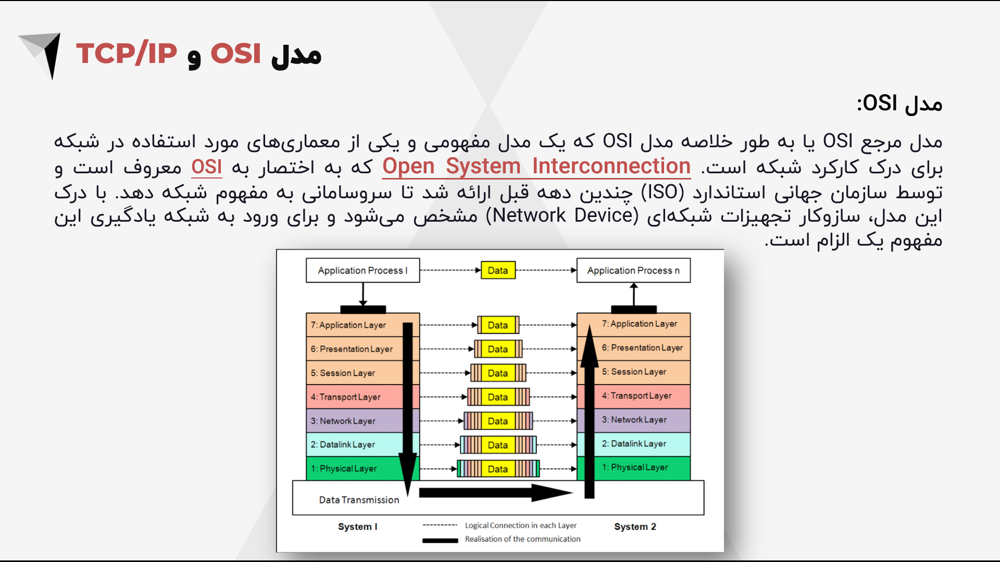 مدل OSI و TCP/IP
مدل OSI:
مدل مرجع OSI یا به طور خلاصه مدل OSI که یک مدل مفهومی و یکی از معماری‌های مورد استفاده در شبکه
برای درک کارکرد شبکه است. Open System Interconnection که به اختصار به OSI معروف است و
توسط سازمان جهانی استاندارد (ISO) چندین دهه قبل ارائه شد تا سروسامانی به مفهوم شبکه دهد. با درک
این مدل، سازوکار تجهیزات شبکه‌ای (Network Device) مشخص می‌شود و برای ورود به شبکه یادگیری این
مفهوم یک الزام است.
Application Process I Data Application Process n
7: Application Layer Data 7: Application Layer
6: Presentation Layer Data 6: Presentation Layer
5: Session Layer Data 5: Session Layer
4: Transport Layer Data 4: Transport Layer
3: Network Layer Data 3: Network Layer
2: Datalink Layer Data 2: Datalink Layer
1: Physical Layer Data 1: Physical Layer
Data Transmission
System I Logical Connection in each Layer System 2
Realisation of the communication